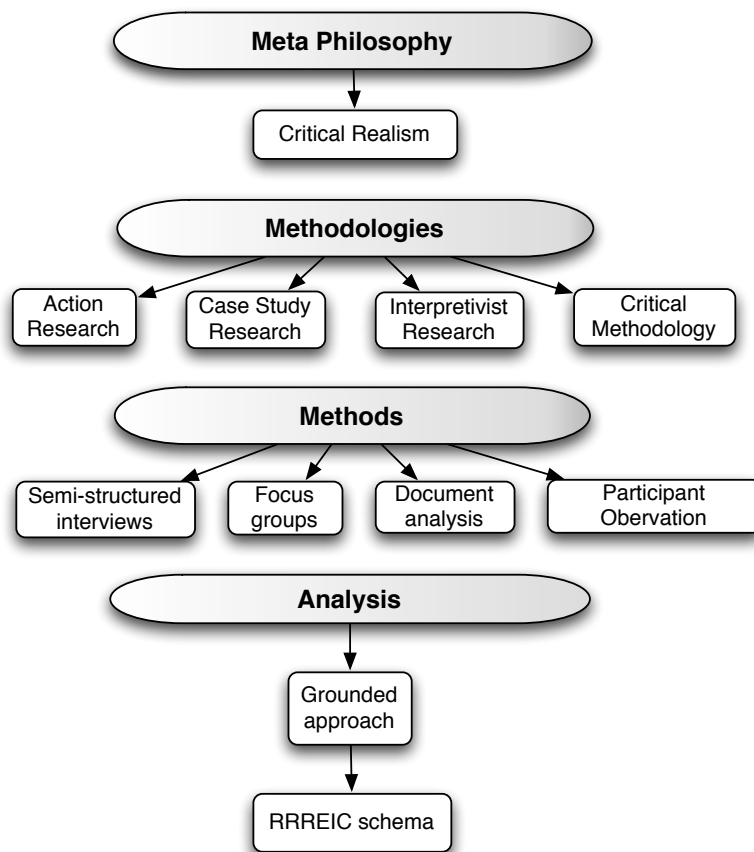 Meta Philosophy
Critical Realism
Methodologies
Action
Research
Case Study
Research
Interpretivist
Research
Critical
Methodology
Methods
Semi-structured
interviews
Focus
groups
Document
analysis
Participant
Obervation
Analysis
Grounded
approach
RRREIC schema